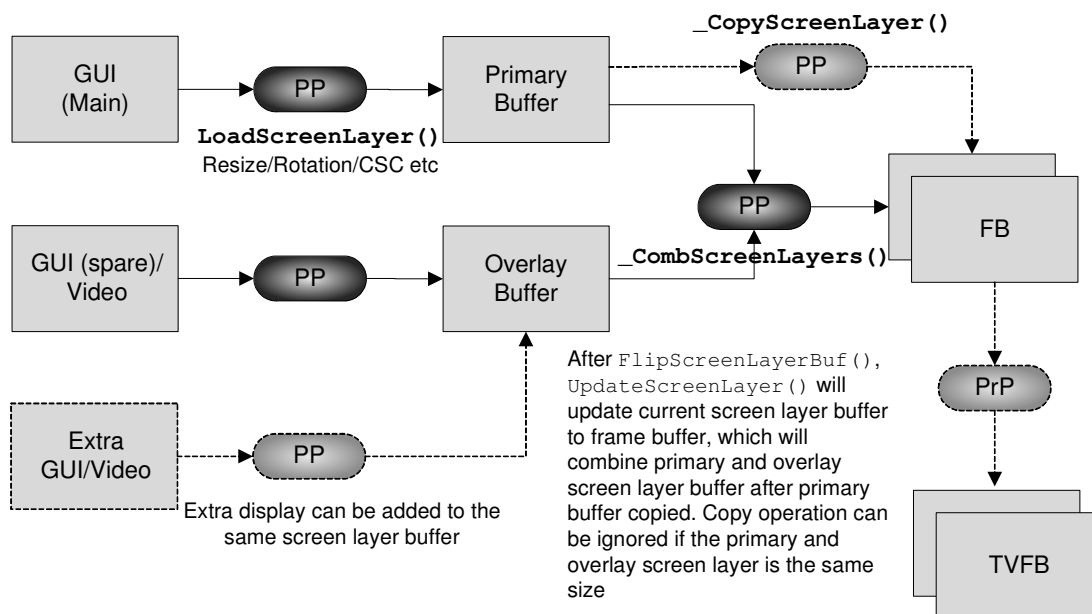 _CopyScreenLayer()
GUI
(Main)
PP
Primary
Buffer
PP
LoadScreenLayer()
Resize/Rotation/CSC etc
PP
FB
_CombScreenLayers()
GUI (spare)/
Video
PP
Overlay
Buffer
After FlipScreenLayerBuf(),
UpdateScreenLayer() will
update current screen layer buffer
to frame buffer, which will
combine primary and overlay
screen layer buffer after primary
buffer copied. Copy operation can
be ignored if the primary and
overlay screen layer is the same
size
PrP
Extra
GUI/Video
PP
Extra display can be added to the
same screen layer buffer
TVFB